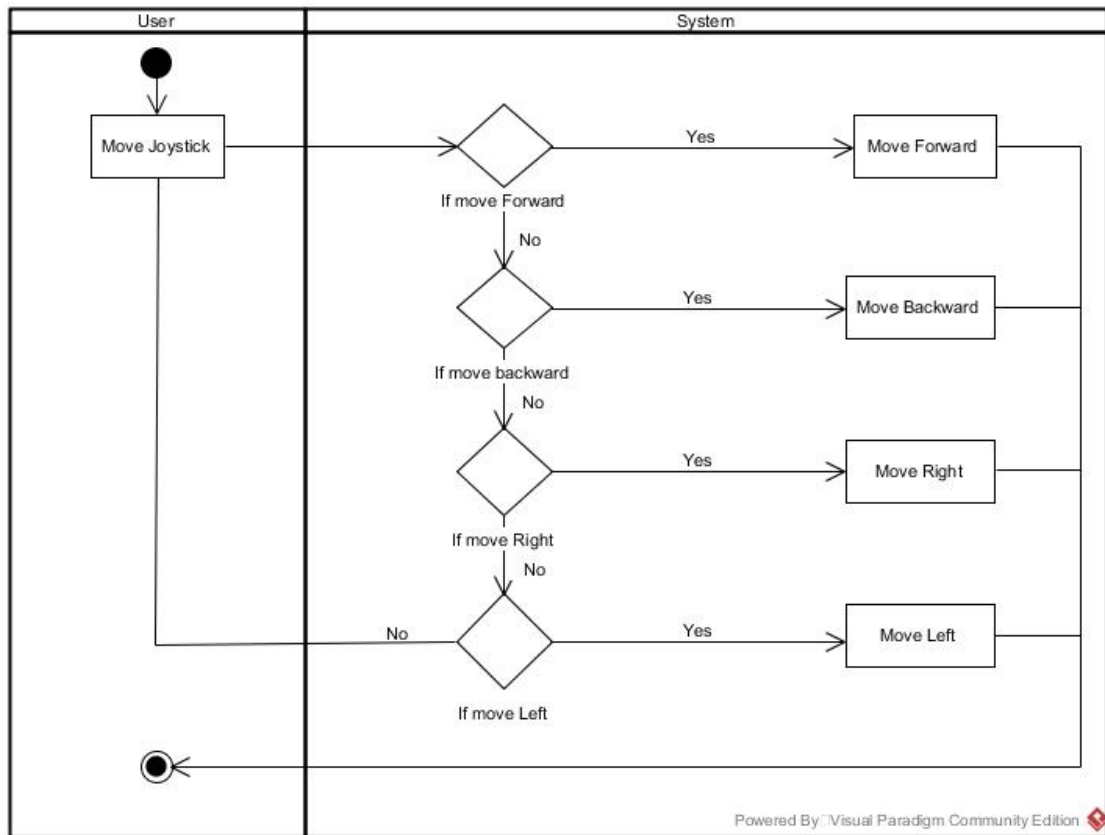 User
System
Move Joystick
Yes
Move Forward
If move Forward
No
Yes
Move Backward
If move backward
No
Yes
Move Right
If move Right
No
No
Yes
Move Left
If move Left
Powered By Visual Paradigm Community Edition